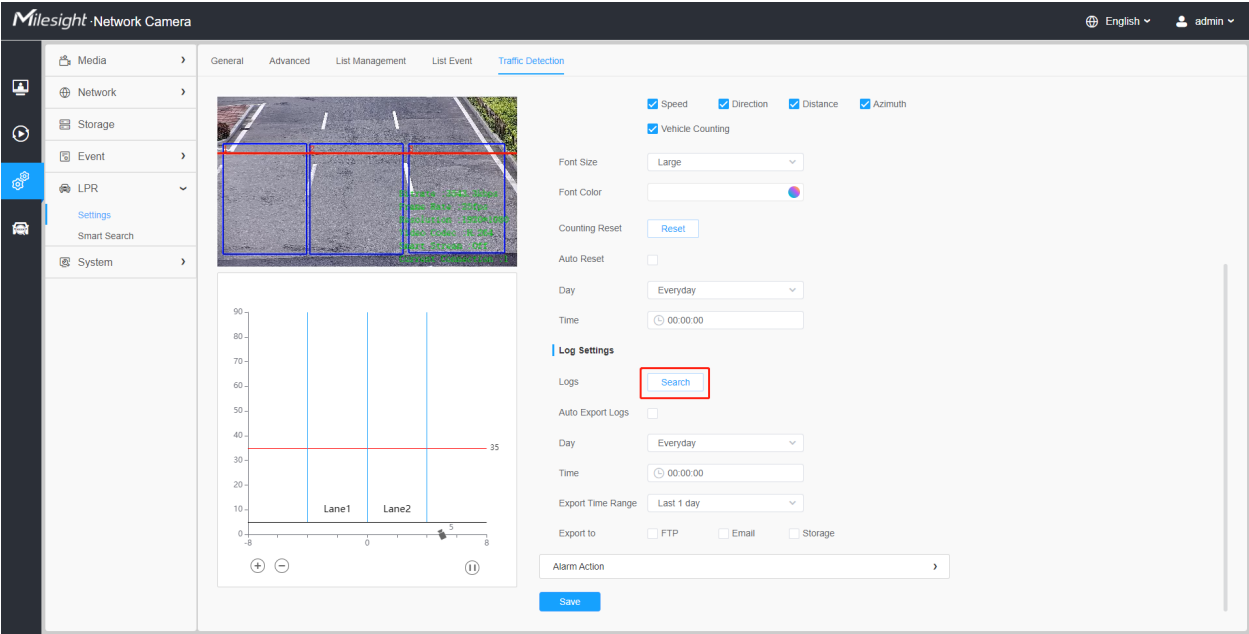 Milesight · Network Camera
English
admin
Media
Network
Storage
Event
LPR
Settings
Smart Search
System
General
Advanced
List Management
List Event
Traffic Detection
90
80
70
60
50
40
30
20
10
0
35
Lane1
Lane2
5
-8
0
8
Speed
Direction
Distance
Azimuth
Vehicle Counting
Font Size
Large
Font Color
Counting Reset
Reset
Auto Reset
Day
Everyday
Time
00:00:00
Log Settings
Logs
Search
Auto Export Logs
Day
Everyday
Time
00:00:00
Export Time Range
Last 1 day
Export to
FTP
Email
Storage
Alarm Action
Save